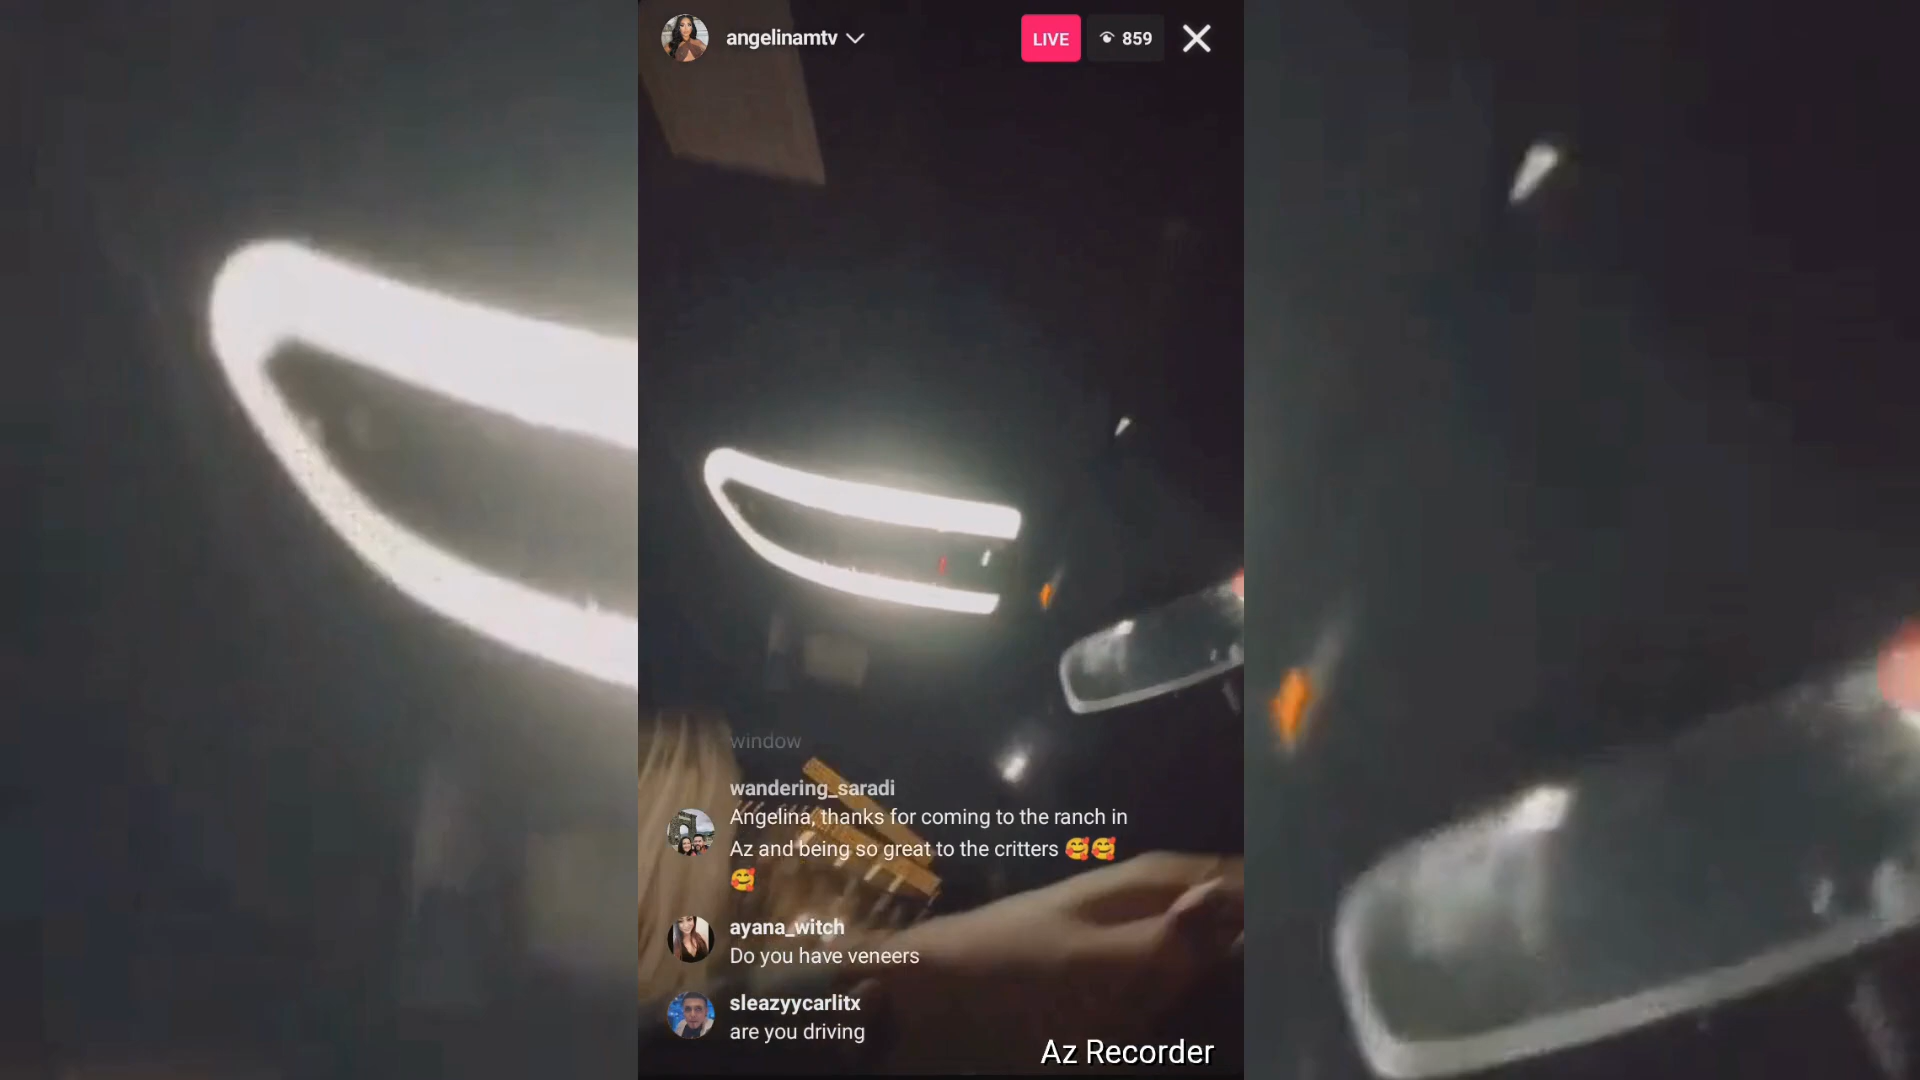 angelinamtv
LIVE
859
window
wandering_saradi
Angelina, thanks for coming to the ranch in
Az and being so great to the critters 🥰🥰
🥰
ayana_witch
Do you have veneers
sleazyycarlitx
are you driving
Az Recorder